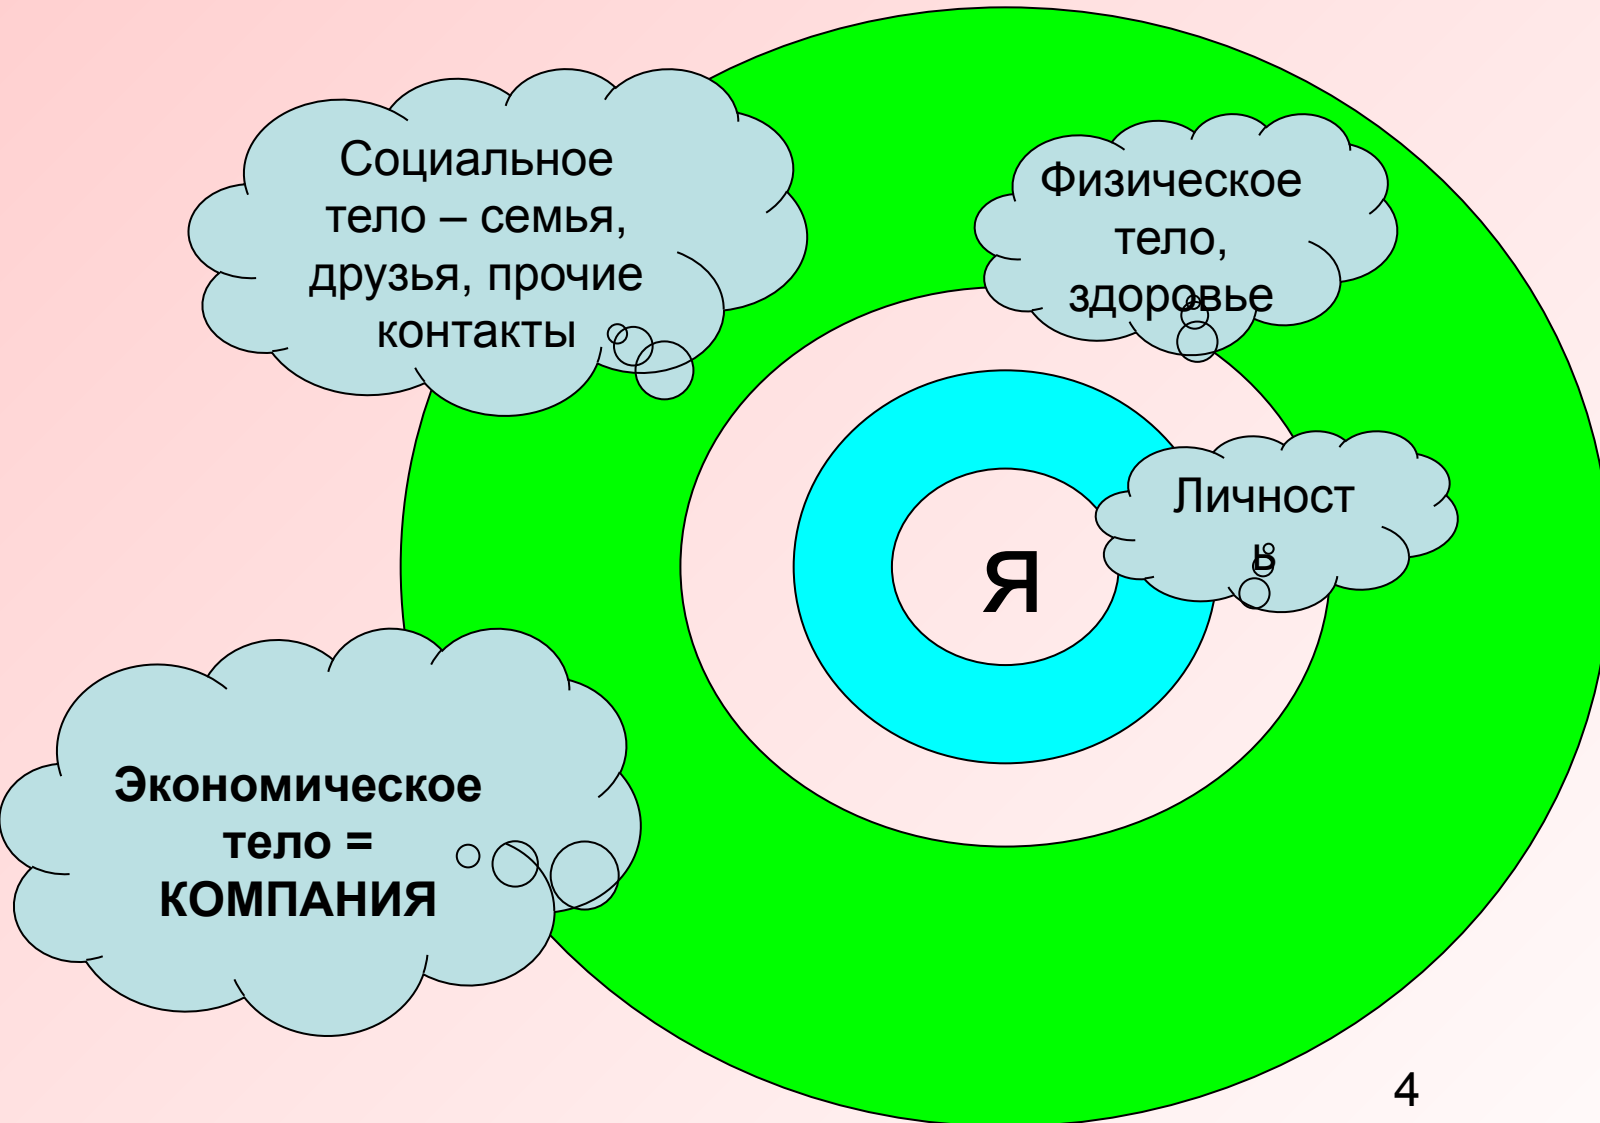 Социальное
тело – семья,
друзья, прочие
контакты
Физическое
тело,
здоровье
Личност
ь
Я
Экономическое
тело =
КОМПАНИЯ
4